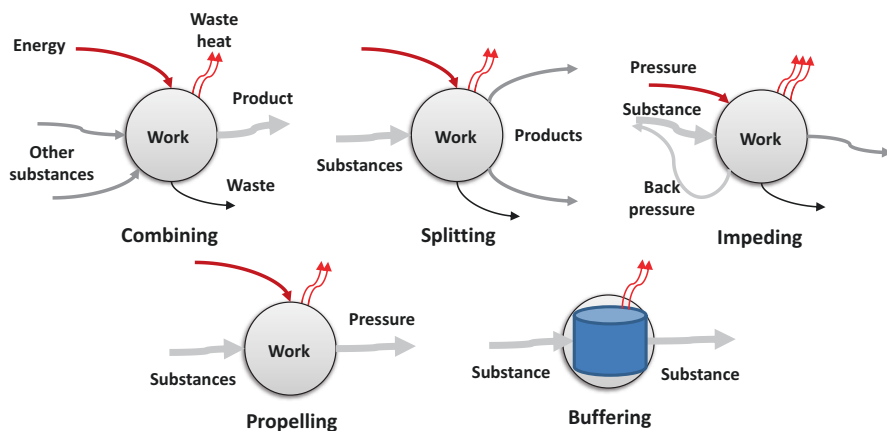 Waste
heat
Energy
Product
Work
Other
substances
Waste
Combining
Work
Substances
Products
Splitting
Pressure
Substance
Work
Back
pressure
Impeding
Pressure
Work
Substances
Propelling
Substance
Substance
Buffering